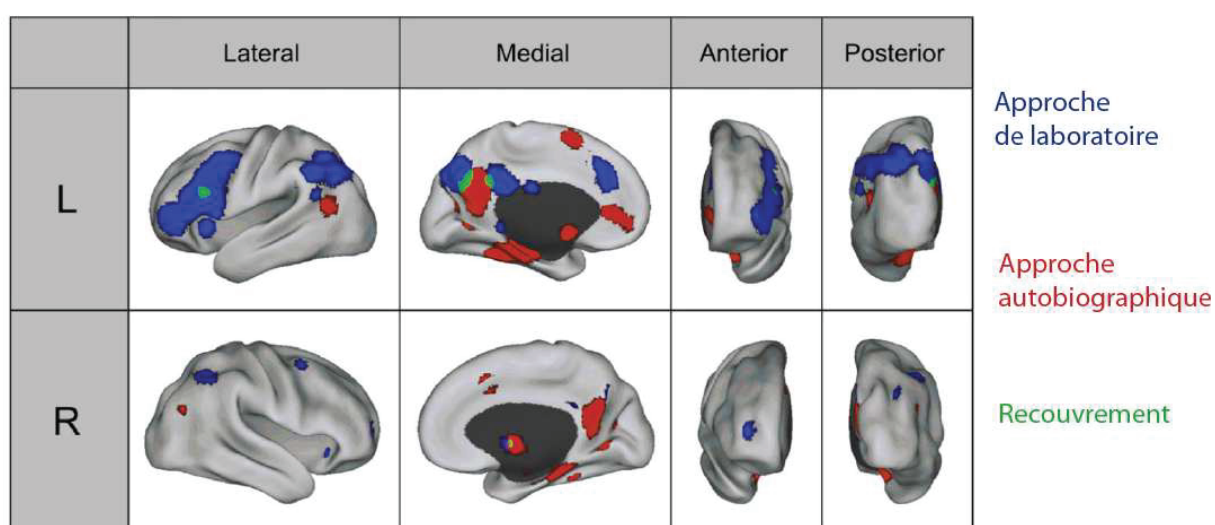 Lateral
Medial
Anterior
Posterior
L
R
Approche
de laboratoire
Approche
autobiographique
Recouvrement